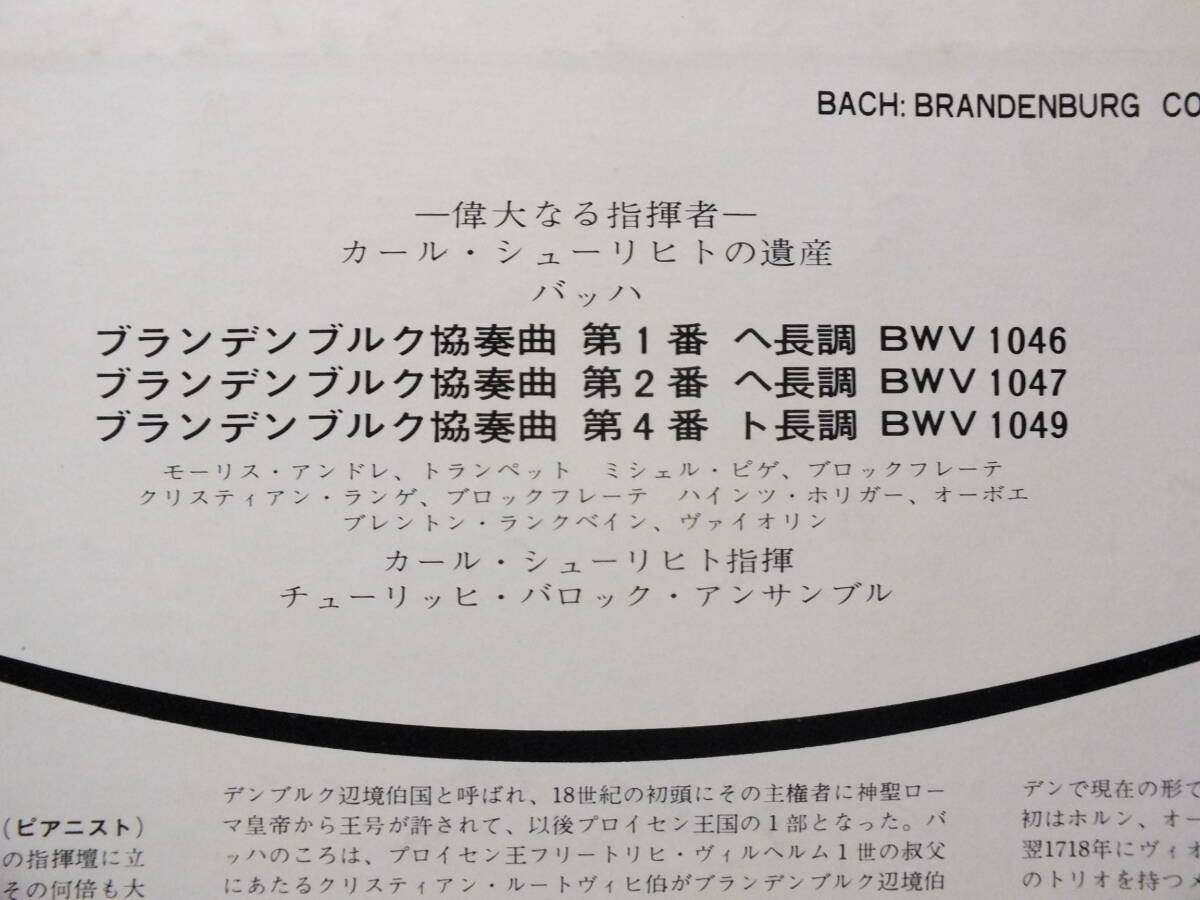 BACH: BRANDENBURG CO
—偉大なる指揮者—
カール・シューリヒトの遺産
バッハ
ブランデンブルク協奏曲 第1番 ヘ長調 BWV 1046
ブランデンブルク協奏曲 第2番 ヘ長調 BWV 1047
ブランデンブルク協奏曲 第4番 ト長調 BWV 1049
モーリス・アンドレ、トランペット ミシェル・ピゲ、ブロックフレーテ
クリスティアン・ランゲ、ブロックフレーテ ハインツ・ホリガー、オーボエ
ブレントン・ランクベイン、ヴァイオリン
カール・シューリヒト指揮
チューリッヒ・バロック・アンサンブル
(ピアニスト)
の指揮壇に立
その何倍も大
デンブルク辺境伯国と呼ばれ、18世紀の初頭にその主権者に神聖ロー
マ皇帝から王号が許されて、以後プロイセン王国の1部となった。バ
ッハのころは、プロイセン王フリートリヒ・ヴィルヘルム1世の叔父
にあたるクリスティアン・ルートヴィヒ伯がブランデンブルク辺境伯
デンで現在の形で
初はホルン、オー
翌1718年にヴィオ
のトリオを持つメ